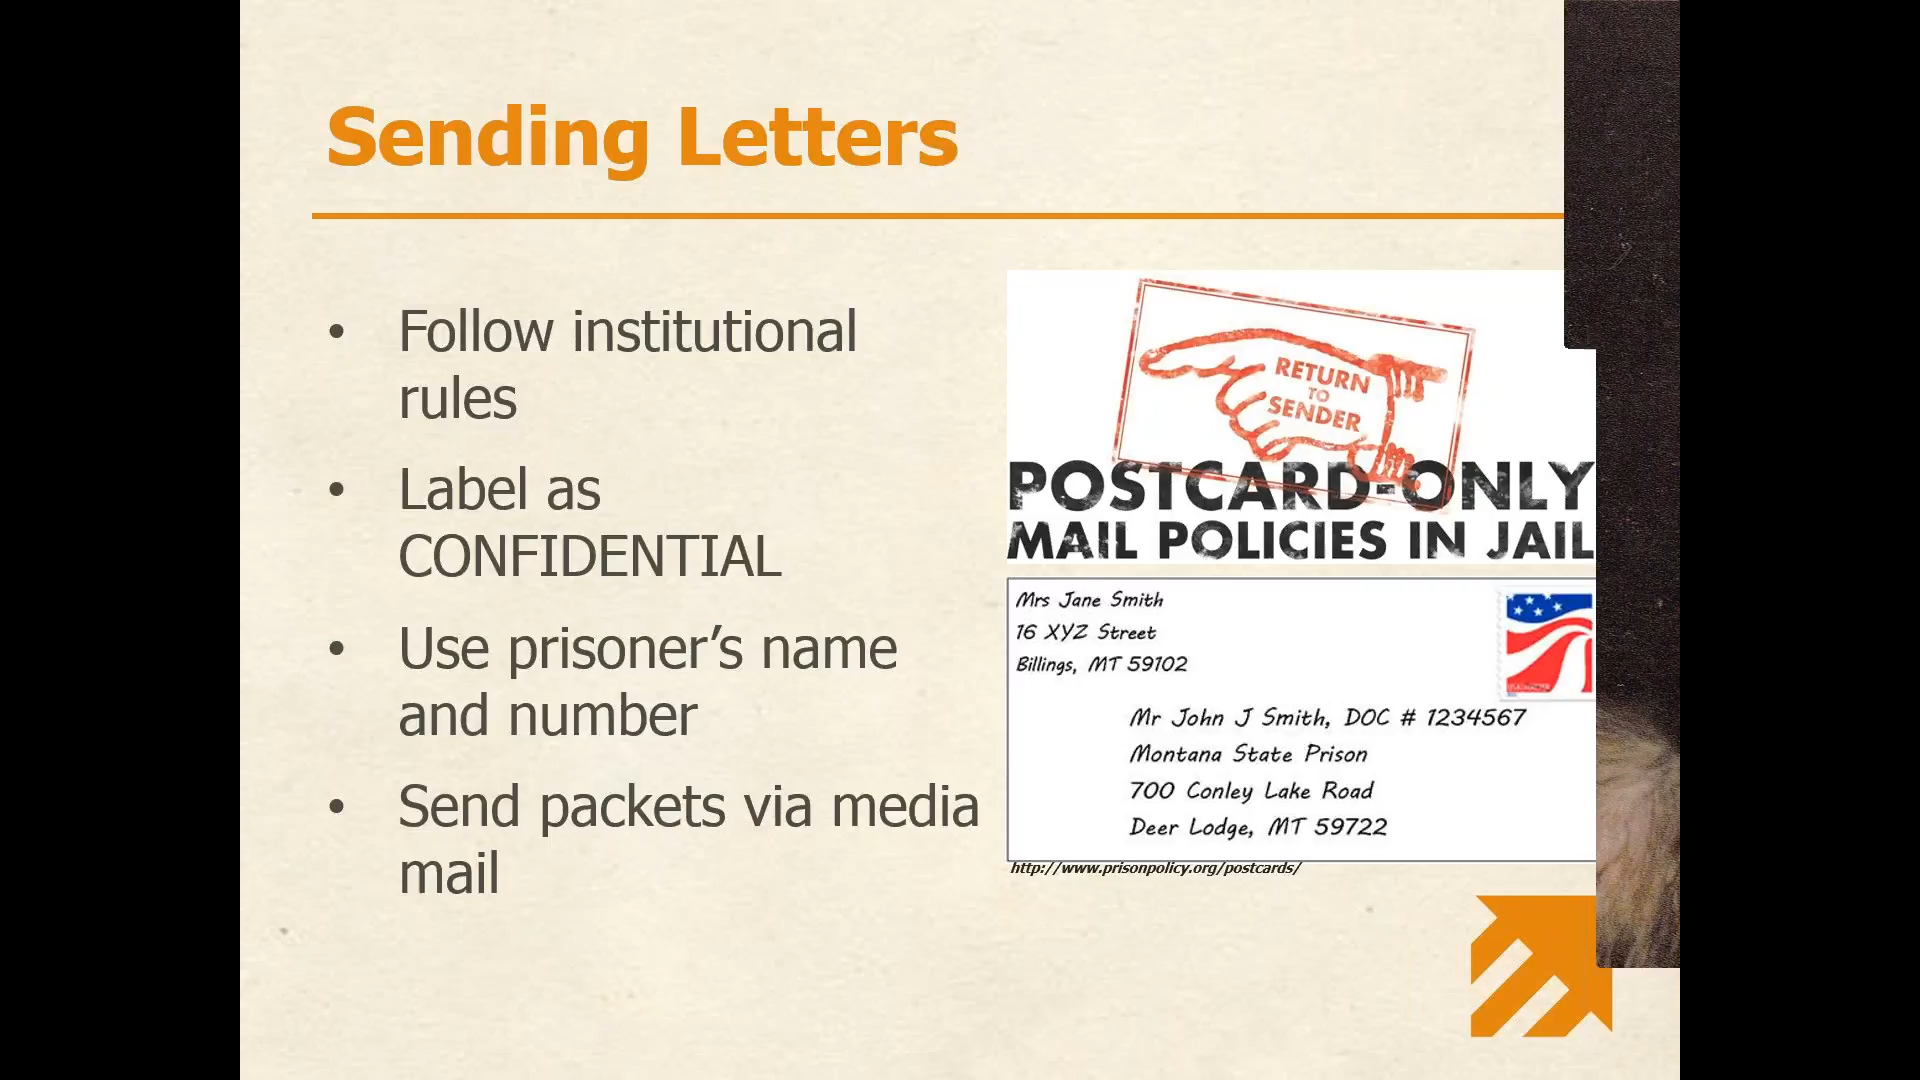 Sending Letters
• Follow institutional
rules
• Label as
CONFIDENTIAL
• Use prisoner’s name
and number
• Send packets via media
mail
RETURN
TO
SENDER
POSTCARD-ONLY
MAIL POLICIES IN JAIL
Mrs Jane Smith
16 XYZ Street
Billings, MT 59102
Mr John J Smith, DOC # 1234567
Montana State Prison
700 Conley Lake Road
Deer Lodge, MT 59722
http://www.prisonpolicy.org/postcards/